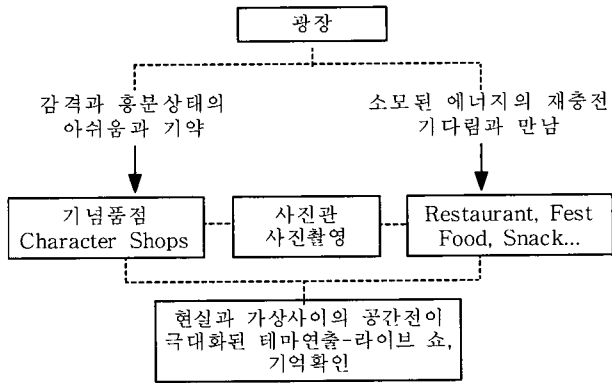 광장
감격과 흥분상태의
아쉬움과 기약
소모된 에너지의 재충전
기다림과 만남
기념품점
Character Shops
사진관
사진촬영
Restaurant, Fest
Food, Snack...
현실과 가상사이의 공간전이
극대화된 테마연출-라이브 쇼,
기억확인